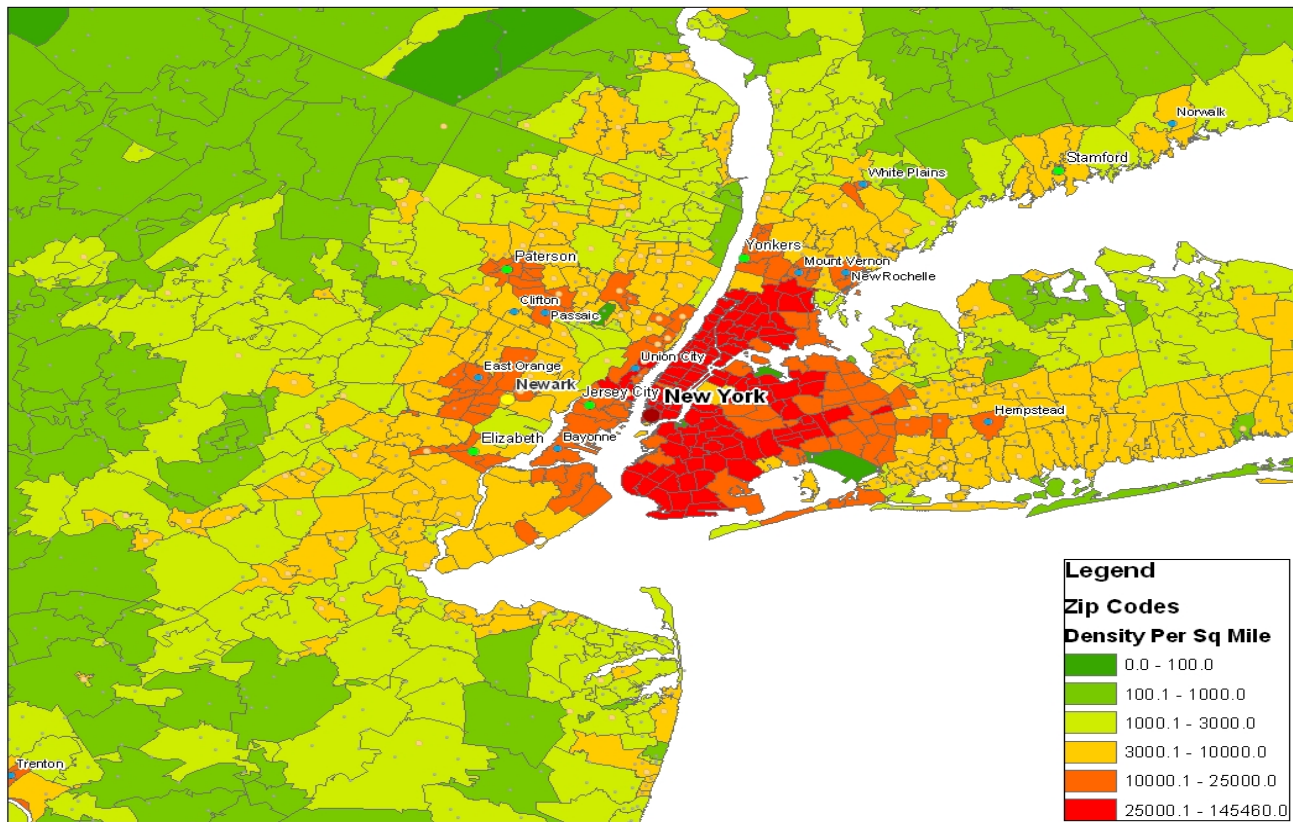 Norwalk
Stamford
White Plains
Yonkers
Mount Vernon
New Rochelle
Paterson
Clifton
Passaic
Union City
East Orange
Newark
Jersey City
New York
Hempstead
Elizabeth
Bayonne
Trenton
Legend
Zip Codes
Density Per Sq Mile
0.0 - 100.0
100.1 - 1000.0
1000.1 - 3000.0
3000.1 - 10000.0
10000.1 - 25000.0
25000.1 - 145460.0